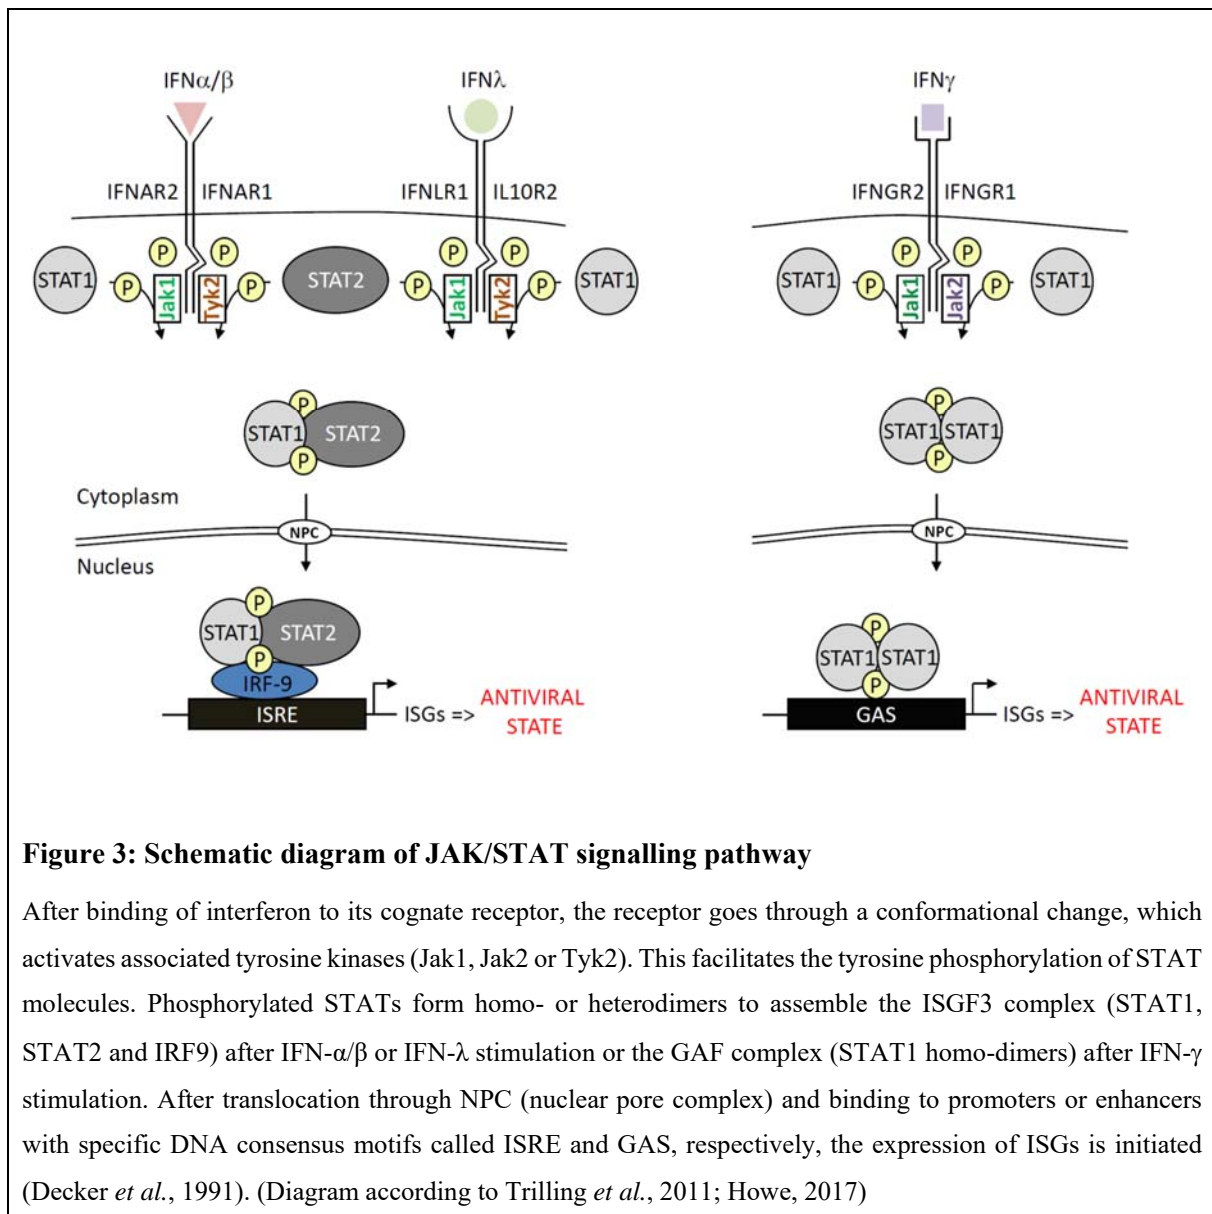 IFNα/β IFNλ IFNγ
IFNAR2 IFNAR1 IFNLR1 IL10R2 IFNGR2 IFNGR1
P P P P P P
STAT1 P Jak1 Tyk2 P STAT2 P Jak1 Tyk2 P STAT1 STAT1 P Jak1 Jak2 P STAT1
P P
STAT1 STAT2 STAT1 STAT1
P P
Cytoplasm
NPC NPC
Nucleus
P P
STAT1 STAT2 STAT1 STAT1
P P
IRF-9
ISRE ISGs => ANTIVIRAL STATE GAS ISGs => ANTIVIRAL STATE
Figure 3: Schematic diagram of JAK/STAT signalling pathway
After binding of interferon to its cognate receptor, the receptor goes through a conformational change, which
activates associated tyrosine kinases (Jak1, Jak2 or Tyk2). This facilitates the tyrosine phosphorylation of STAT
molecules. Phosphorylated STATs form homo- or heterodimers to assemble the ISGF3 complex (STAT1,
STAT2 and IRF9) after IFN-α/β or IFN-λ stimulation or the GAF complex (STAT1 homo-dimers) after IFN-γ
stimulation. After translocation through NPC (nuclear pore complex) and binding to promoters or enhancers
with specific DNA consensus motifs called ISRE and GAS, respectively, the expression of ISGs is initiated
(Decker et al., 1991). (Diagram according to Trilling et al., 2011; Howe, 2017)